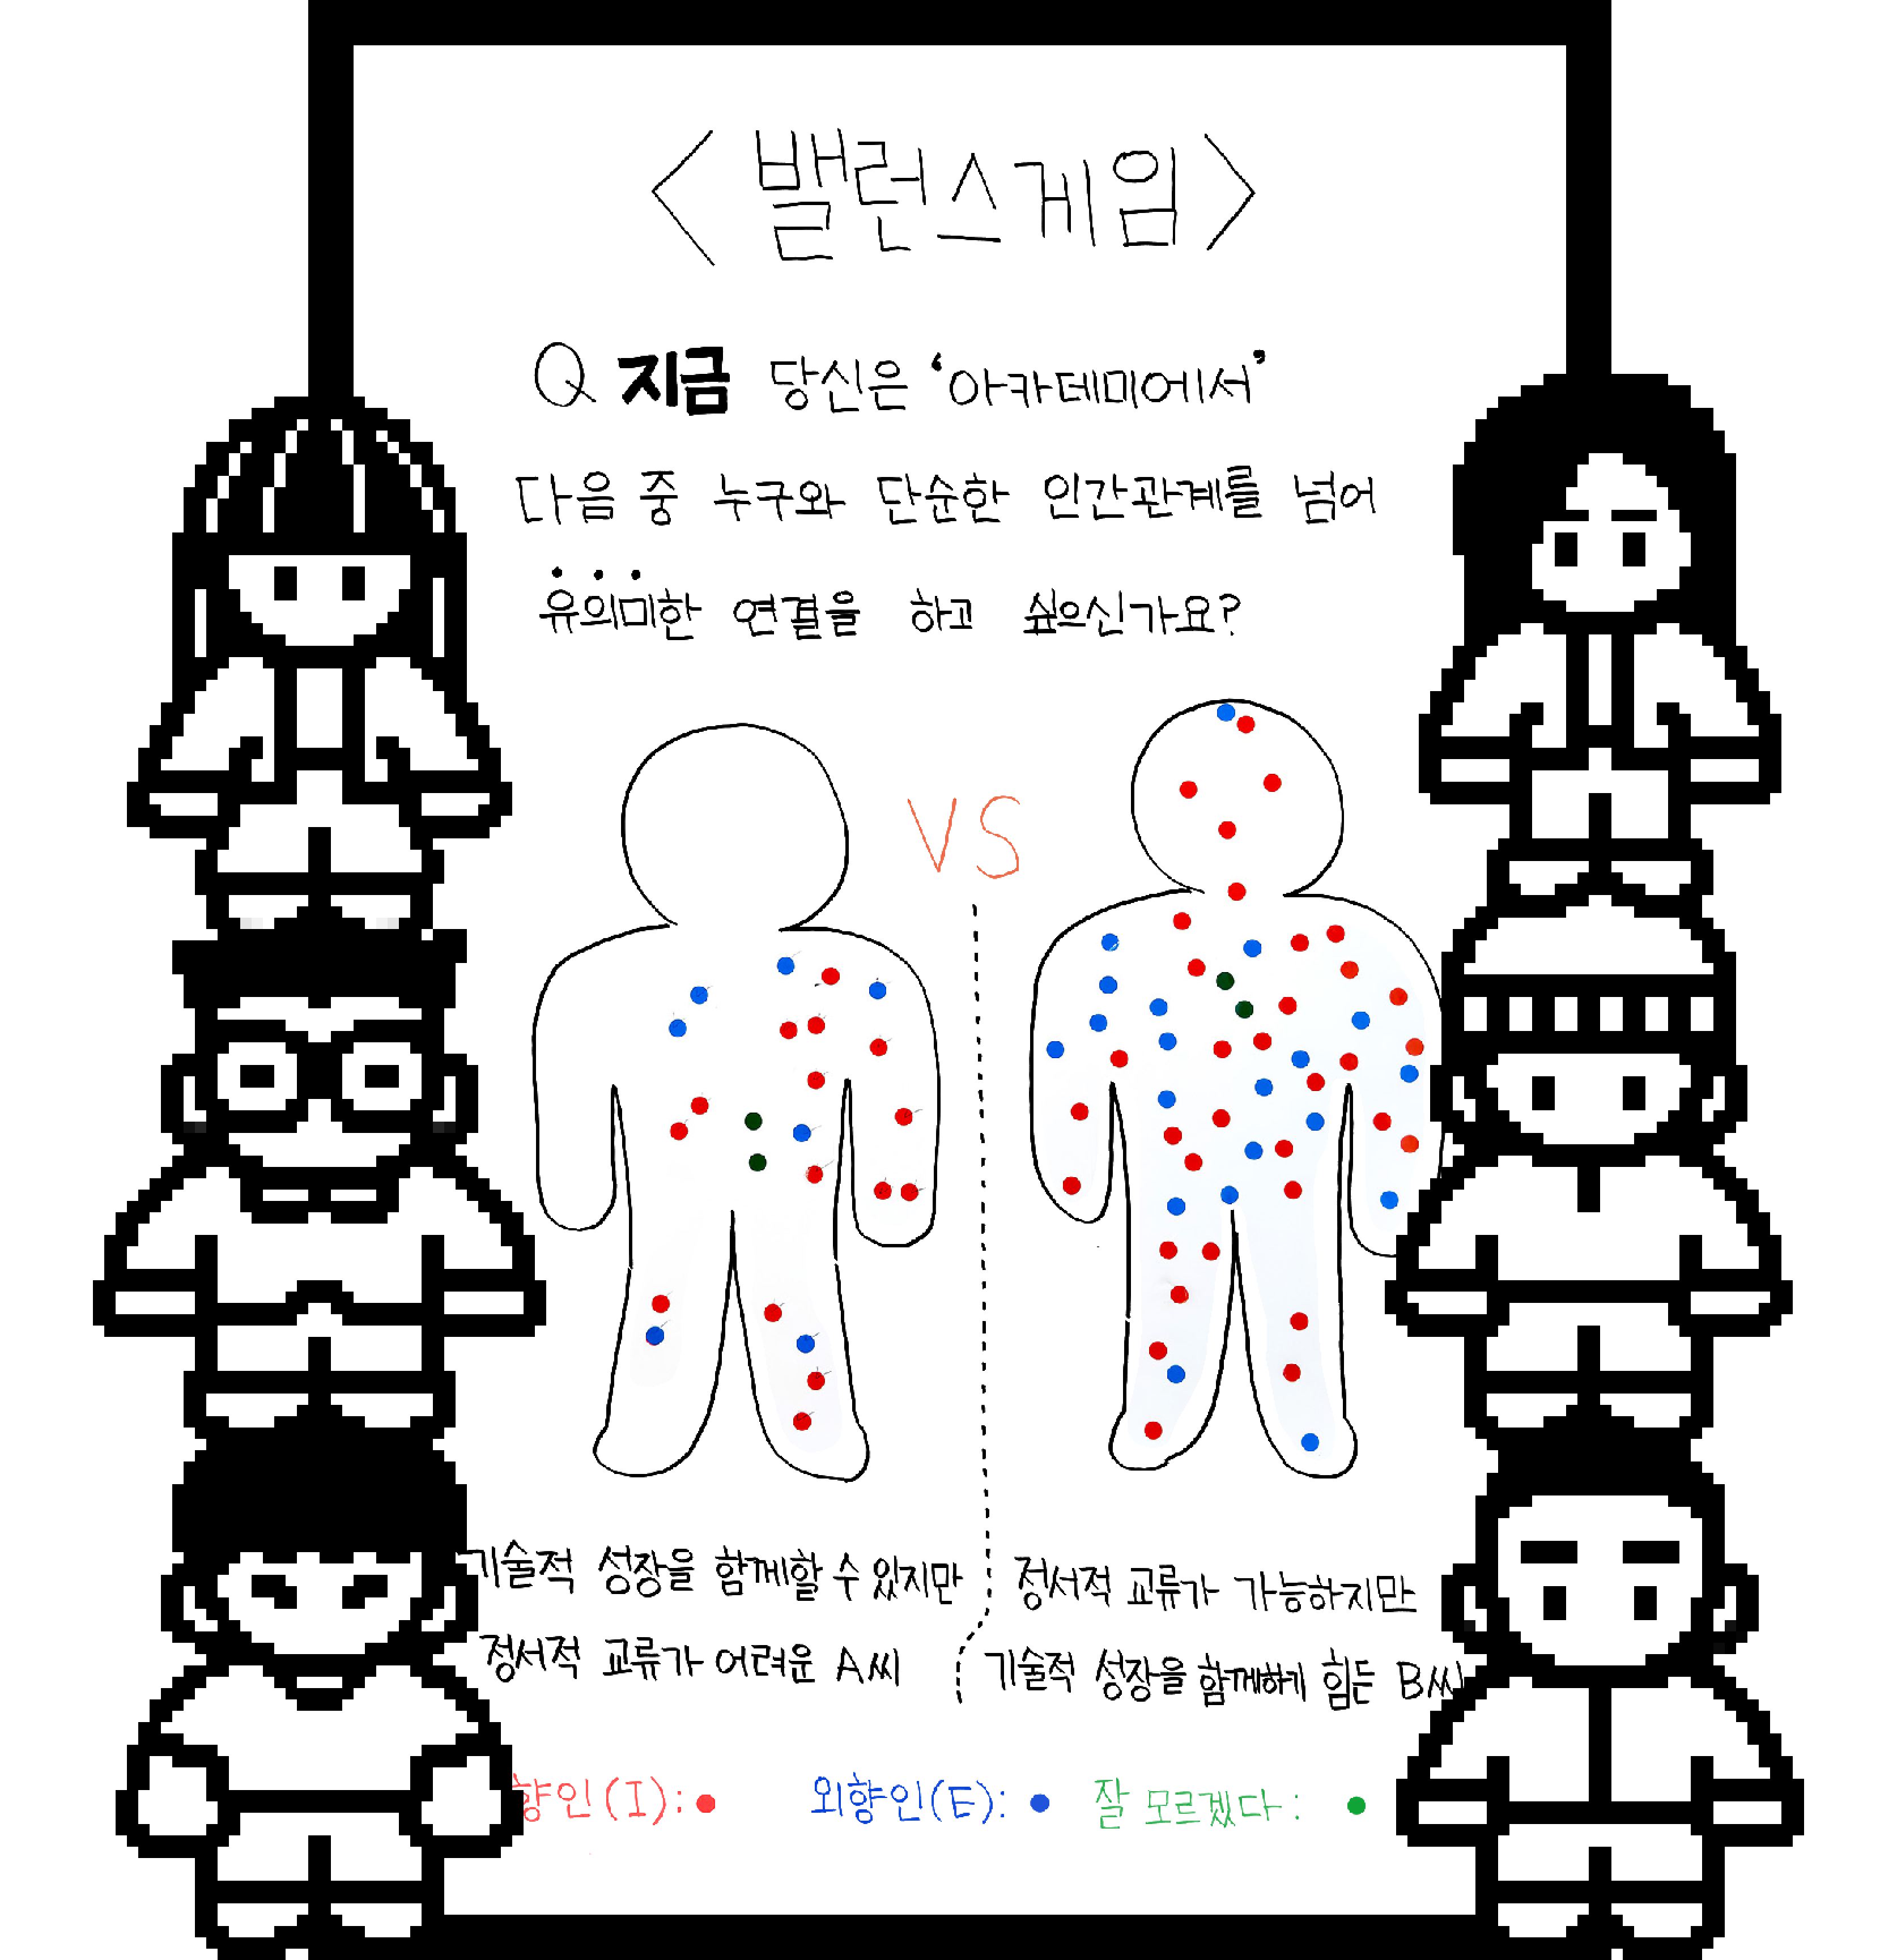 <밸런스게임>
Q 지금 당신은 '아카데미에서'
다음 중 누구와 단순한 인간관계를 넘어
유의미한 연결을 하고 싶으신가요?
VS
기술적 성장을 함께할 수 있지만
정서적 교류가 어려운 A씨
정서적 교류가 가능하지만
기술적 성장을 함께하기 힘든 B씨
향인(I):
외향인(E):
잘 모르겠다: